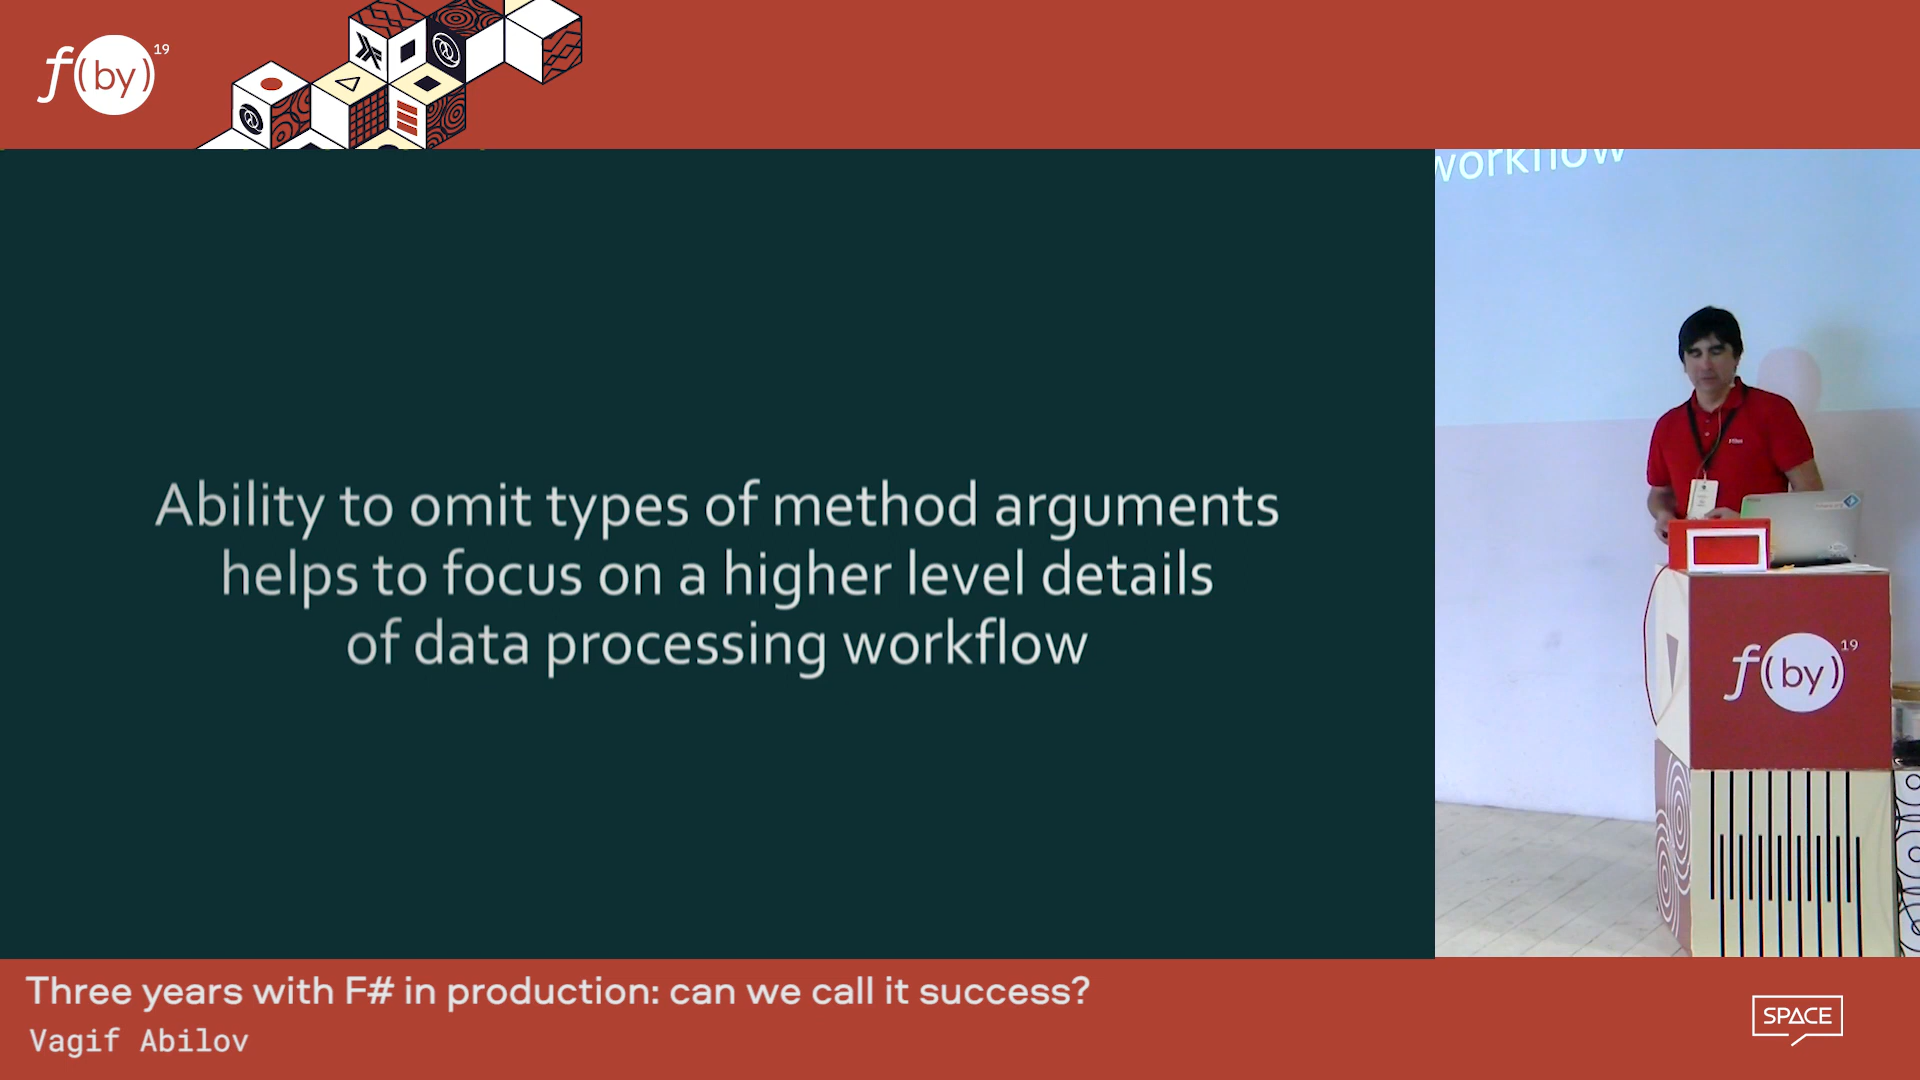 f(by) 19
workflow
Ability to omit types of method arguments
helps to focus on a higher level details
of data processing workflow
f(by) 19
Three years with F# in production: can we call it success?
Vagif Abilov
SPACE